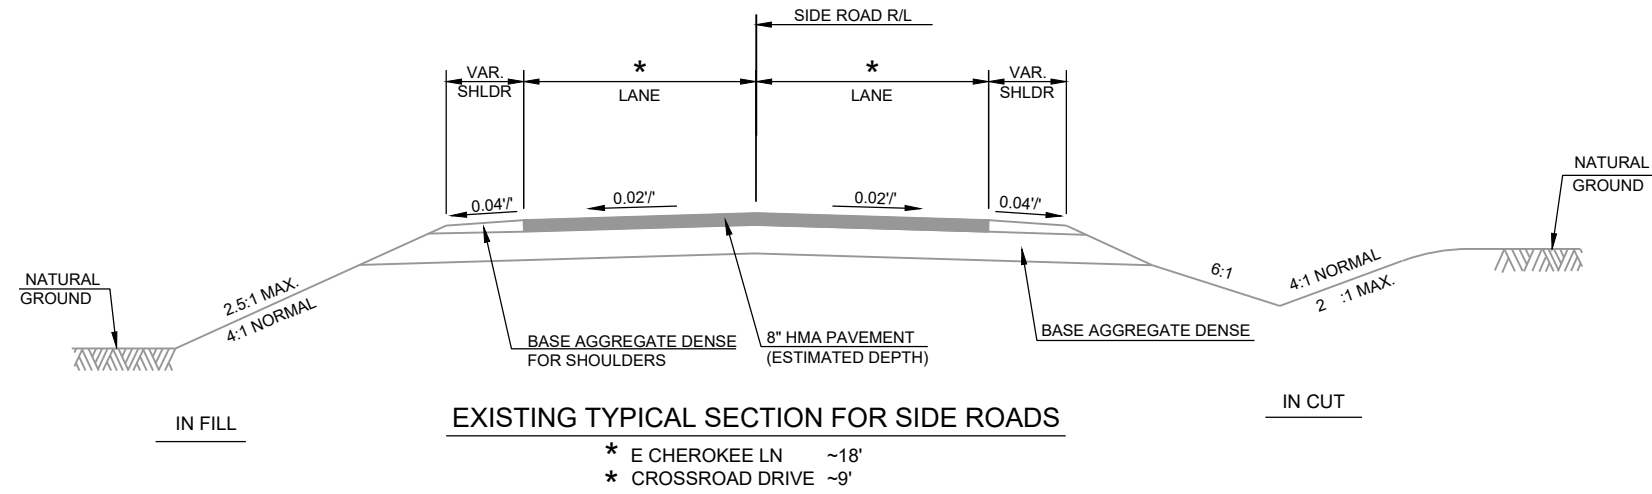 SIDE ROAD R/L
VAR.
SHLDR
*
LANE
*
LANE
VAR.
SHLDR
NATURAL
GROUND
0.04'/'
0.02'/'
0.02'/'
0.04'/'
NATURAL
GROUND
2.5:1 MAX.
4:1 NORMAL
6:1
4:1 NORMAL
2 :1 MAX.
BASE AGGREGATE DENSE
FOR SHOULDERS
8" HMA PAVEMENT
(ESTIMATED DEPTH)
BASE AGGREGATE DENSE
IN FILL
IN CUT
EXISTING TYPICAL SECTION FOR SIDE ROADS
* E CHEROKEE LN ~18'
* CROSSROAD DRIVE ~9'